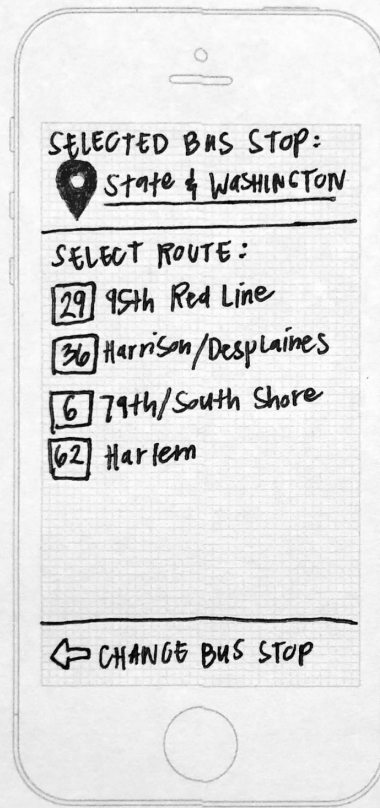 SELECTED BUS STOP:
State & WASHINGTON
SELECT ROUTE:
29 95th Red Line
36 Harrison/Desplaines
6 79th/South Shore
62 Harlem
CHANGE BUS STOP